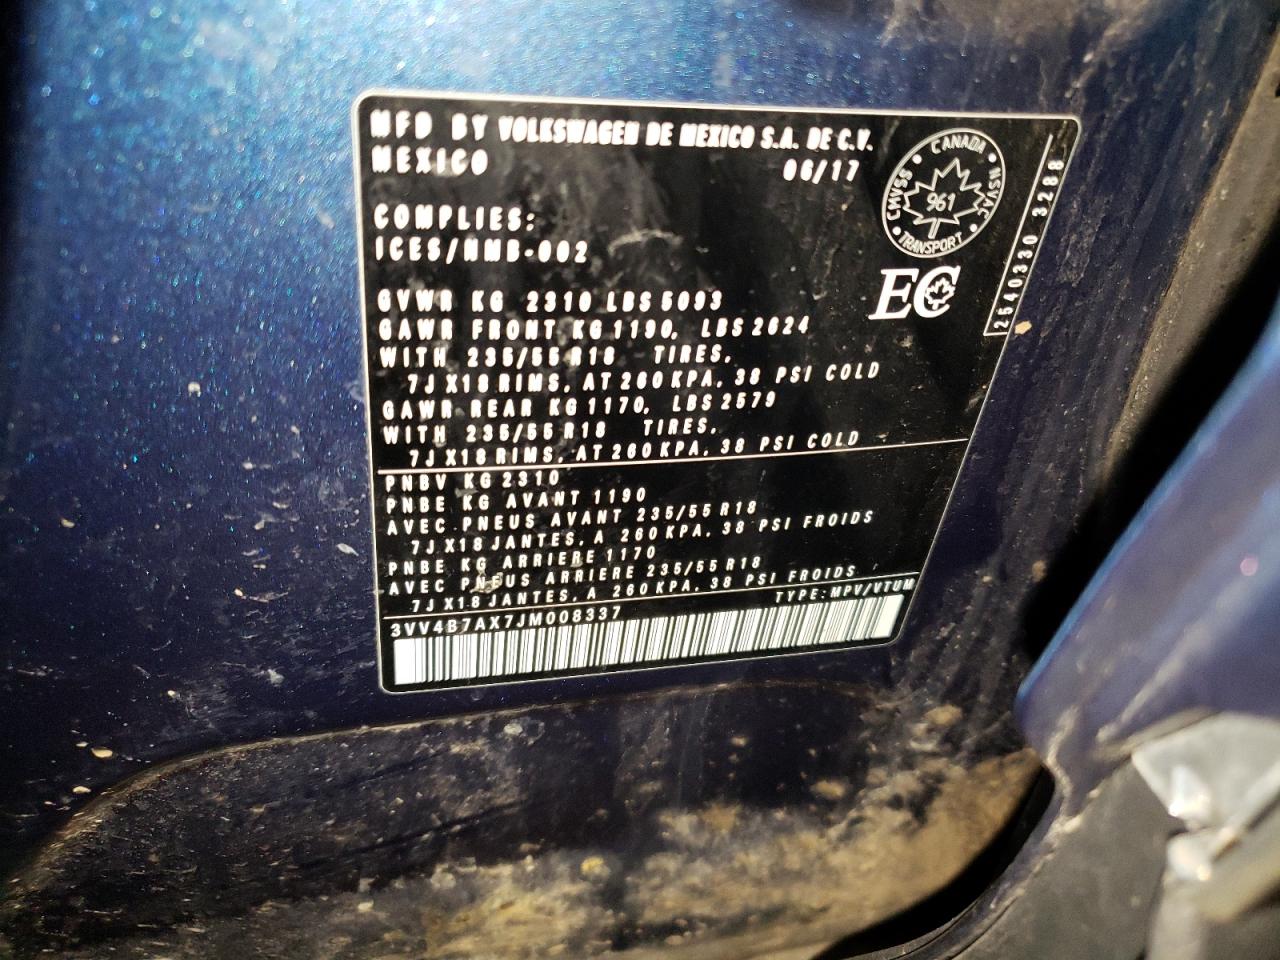 MFD BY VOLKSWAGEN DE MEXICO S.A. DE C.V.
MEXICO 06/17
CANADA
CMVSS 961 NSVAC
TRANSPORT
EC
2540330 3288
COMPLIES:
ICES/NMB-002
GVWR KG 2310 LBS 5093
GAWR FRONT KG 1190, LBS 2624
WITH 235/55 R18 TIRES,
7J X18 RIMS, AT 260 KPA, 38 PSI COLD
GAWR REAR KG 1170, LBS 2579
WITH 235/55 R18 TIRES,
7J X18 RIMS, AT 260 KPA, 38 PSI COLD
PNBV KG 2310
PNBE KG AVANT 1190
AVEC PNEUS AVANT 235/55 R18
7J X18 JANTES, A 260 KPA, 38 PSI FROIDS
PNBE KG ARRIERE 1170
AVEC PNEUS ARRIERE 235/55 R18
7J X18 JANTES, A 260 KPA, 38 PSI FROIDS
3VV4B7AX7JM008337 TYPE: MPV/VTUM